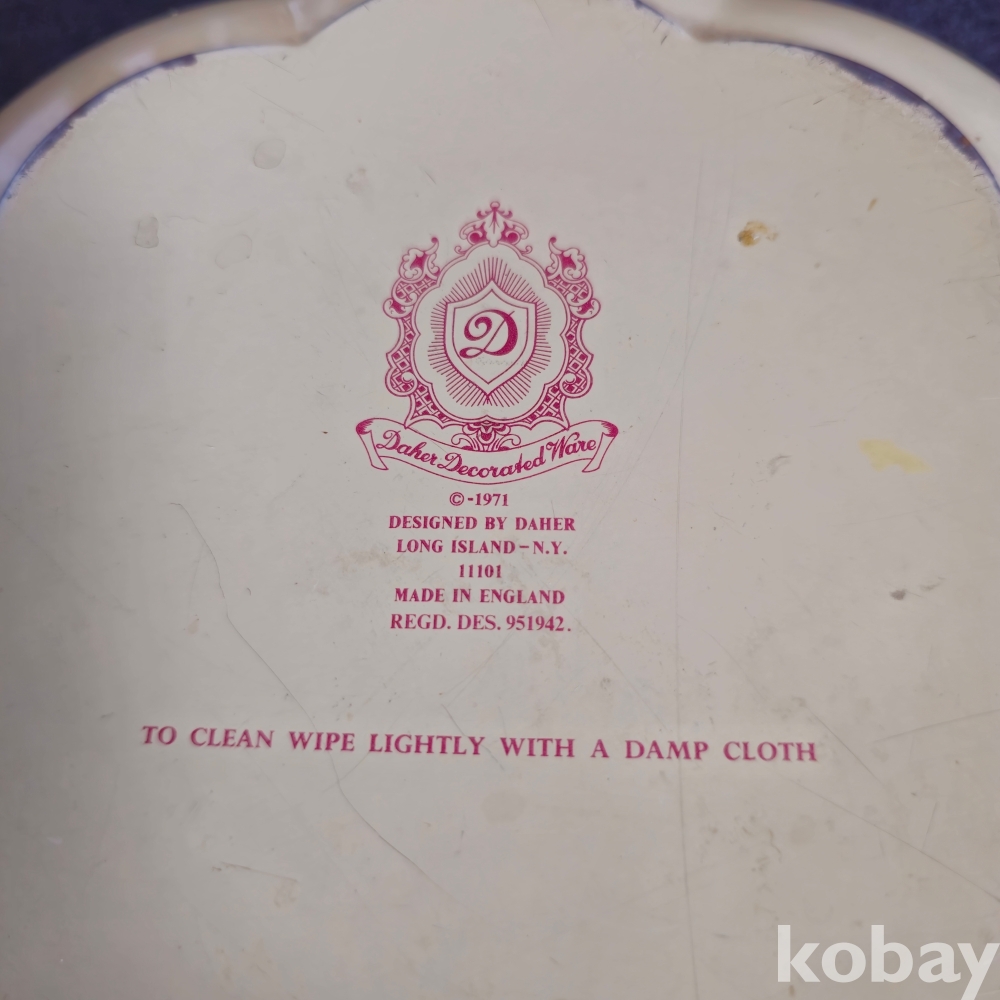 D
Daher Decorated Ware
©-1971
DESIGNED BY DAHER
LONG ISLAND-N.Y.
11101
MADE IN ENGLAND
REGD. DES. 951942.
TO CLEAN WIPE LIGHTLY WITH A DAMP CLOTH
kobay